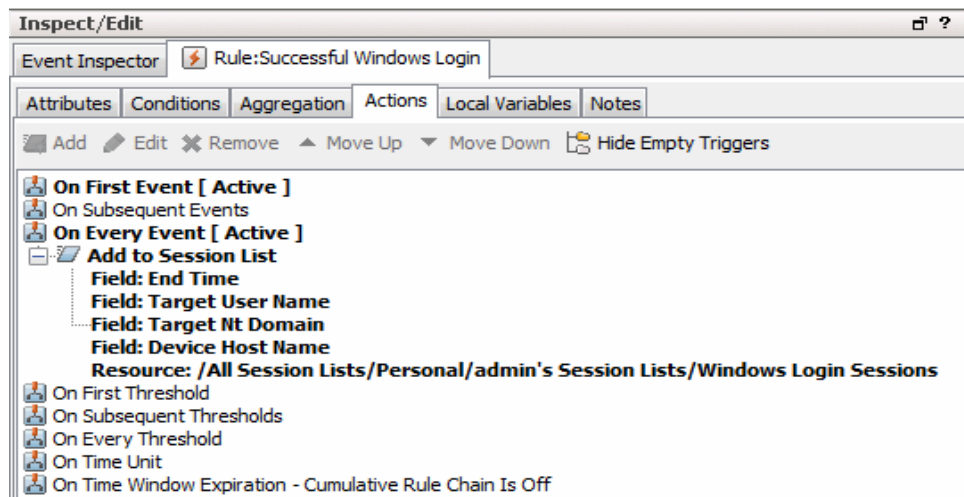 Inspect/Edit ?
Event Inspector Rule:Successful Windows Login
Attributes Conditions Aggregation Actions Local Variables Notes
Add Edit Remove Move Up Move Down Hide Empty Triggers
On First Event [ Active ]
On Subsequent Events
On Every Event [ Active ]
Add to Session List
Field: End Time
Field: Target User Name
Field: Target Nt Domain
Field: Device Host Name
Resource: /All Session Lists/Personal/admin's Session Lists/Windows Login Sessions
On First Threshold
On Subsequent Thresholds
On Every Threshold
On Time Unit
On Time Window Expiration - Cumulative Rule Chain Is Off